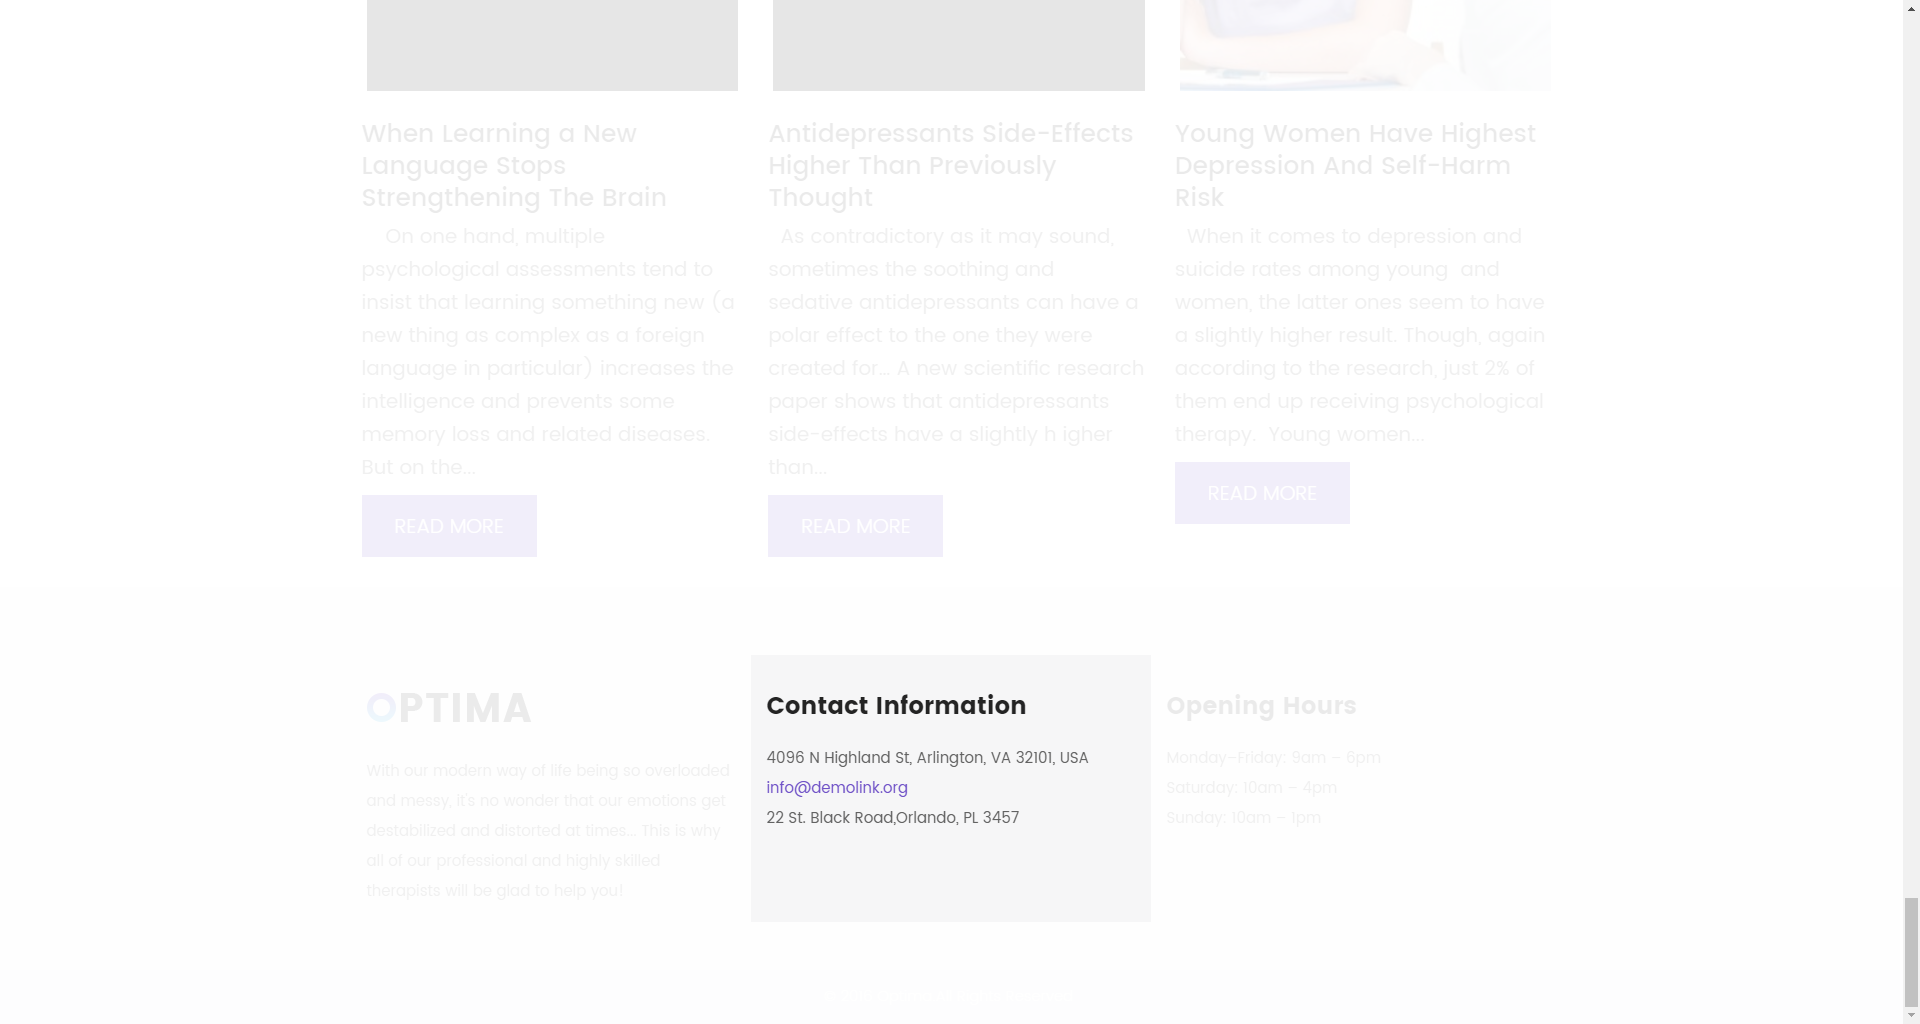 When Learning a New
Language Stops
Strengthening The Brain
On one hand, multiple
psychological assessments tend to
insist that learning something new (a
new thing as complex as a foreign
language in particular) increases the
intelligence and prevents some
memory loss and related diseases.
But on the...
READ MORE
Antidepressants Side-Effects
Higher Than Previously
Thought
As contradictory as it may sound,
sometimes the soothing and
sedative antidepressants can have a
polar effect to the one they were
created for... A new scientific research
paper shows that antidepressants
side-effects have a slightly h igher
than...
READ MORE
Young Women Have Highest
Depression And Self-Harm
Risk
When it comes to depression and
suicide rates among young  and
women, the latter ones seem to have
a slightly higher result. Though, again
according to the research, just 2% of
them end up receiving psychological
therapy.  Young women...
READ MORE
OPTIMA
With our modern way of life being so overloaded
and messy, it's no wonder that our emotions get
destabilized and distorted at times... This is why
all of our professional and highly skilled
therapists will be glad to help you!
Contact Information
4096 N Highland St, Arlington, VA 32101, USA
info@demolink.org
22 St. Black Road,Orlando, PL 3457
Opening Hours
Monday–Friday: 9am – 6pm
Saturday: 10am – 4pm
Sunday: 10am – 1pm